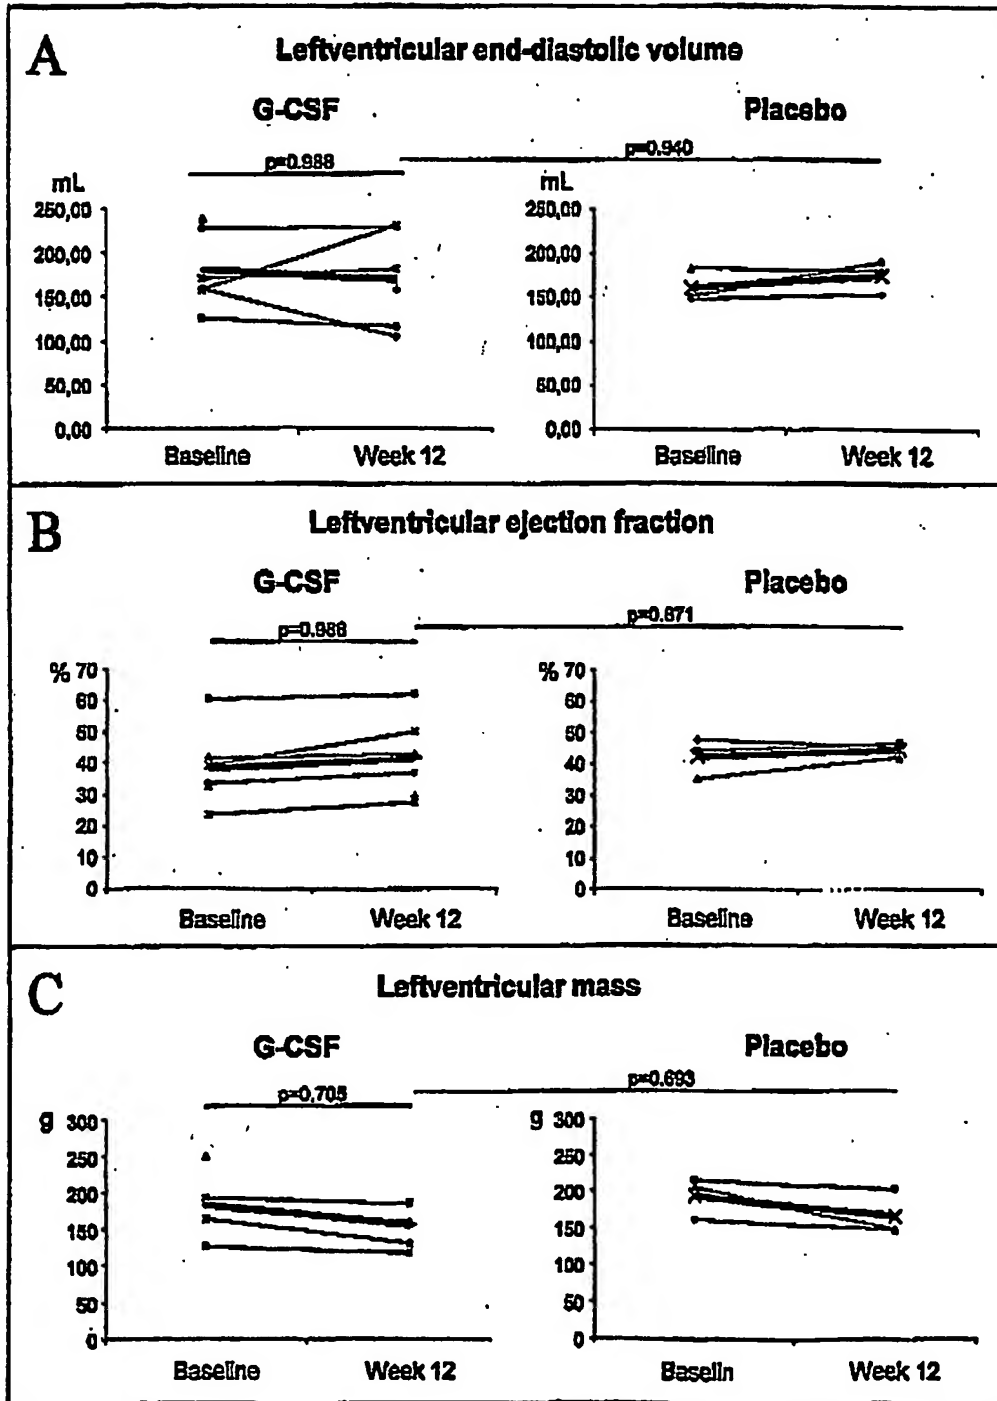 A
Leftventricular end-diastolic volume
G-CSF
Placebo
p=0.988
p=0.940
mL
250,00
200,00
150,00
100,00
50,00
0,00
Baseline
Week 12
mL
250,00
200,00
150,00
100,00
50,00
0,00
Baseline
Week 12
B
Leftventricular ejection fraction
G-CSF
Placebo
p=0.988
p=0.871
% 70
60
50
40
30
20
10
0
Baseline
Week 12
% 70
60
50
40
30
20
10
0
Baseline
Week 12
C
Leftventricular mass
G-CSF
Placebo
p=0.705
p=0.693
g 300
250
200
150
100
50
0
Baseline
Week 12
g 300
250
200
150
100
50
0
Baselin
Week 12